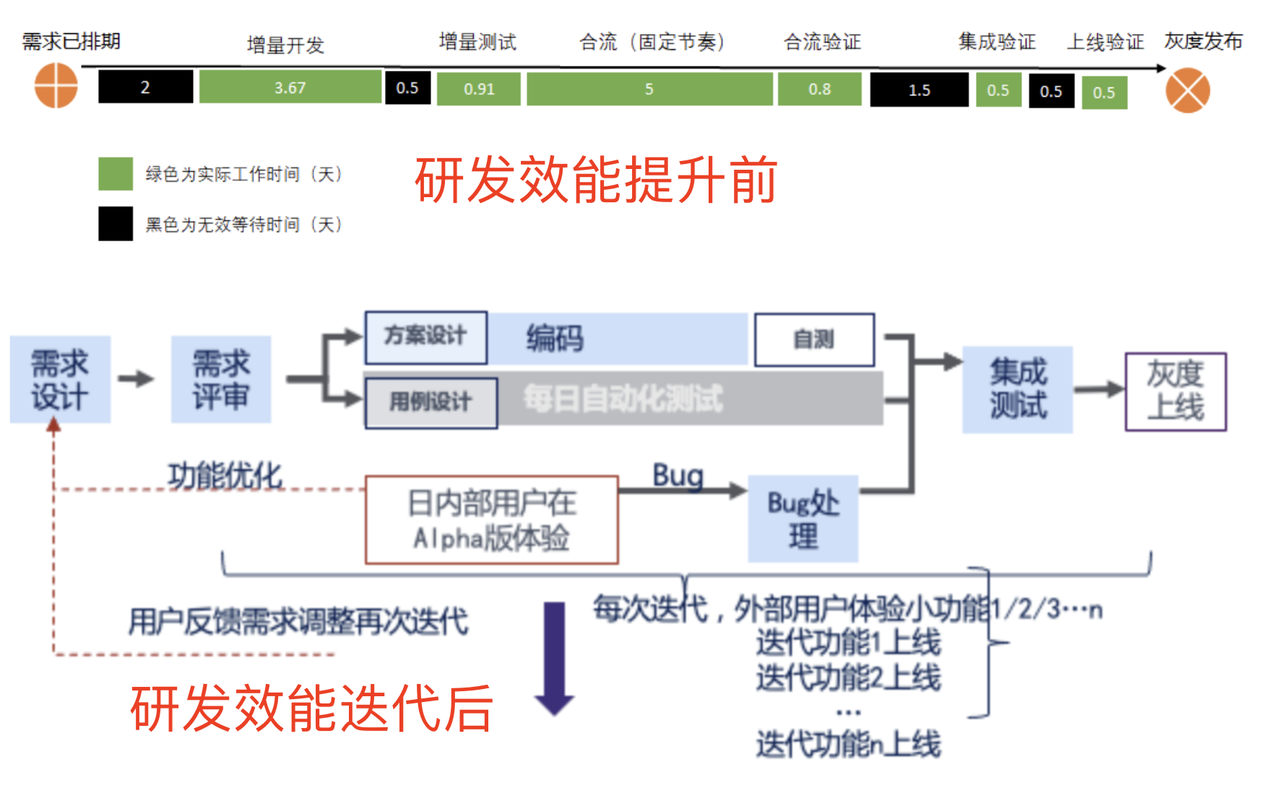 需求已排期
增量开发
增量测试
合流（固定节奏）
合流验证
集成验证
上线验证
灰度发布
2
3.67
0.5
0.91
5
0.8
1.5
0.5
0.5
0.5
绿色为实际工作时间（天）
研发效能提升前
黑色为无效等待时间（天）
需求
设计
需求
评审
方案设计
编码
自测
用例设计
每日自动化测试
集成
测试
灰度
上线
功能优化
日内部用户在
Alpha版体验
Bug
Bug处
理
用户反馈需求调整再次迭代
每次迭代，外部用户体验小功能1/2/3…n
迭代功能1上线
迭代功能2上线
…
迭代功能n上线
研发效能迭代后